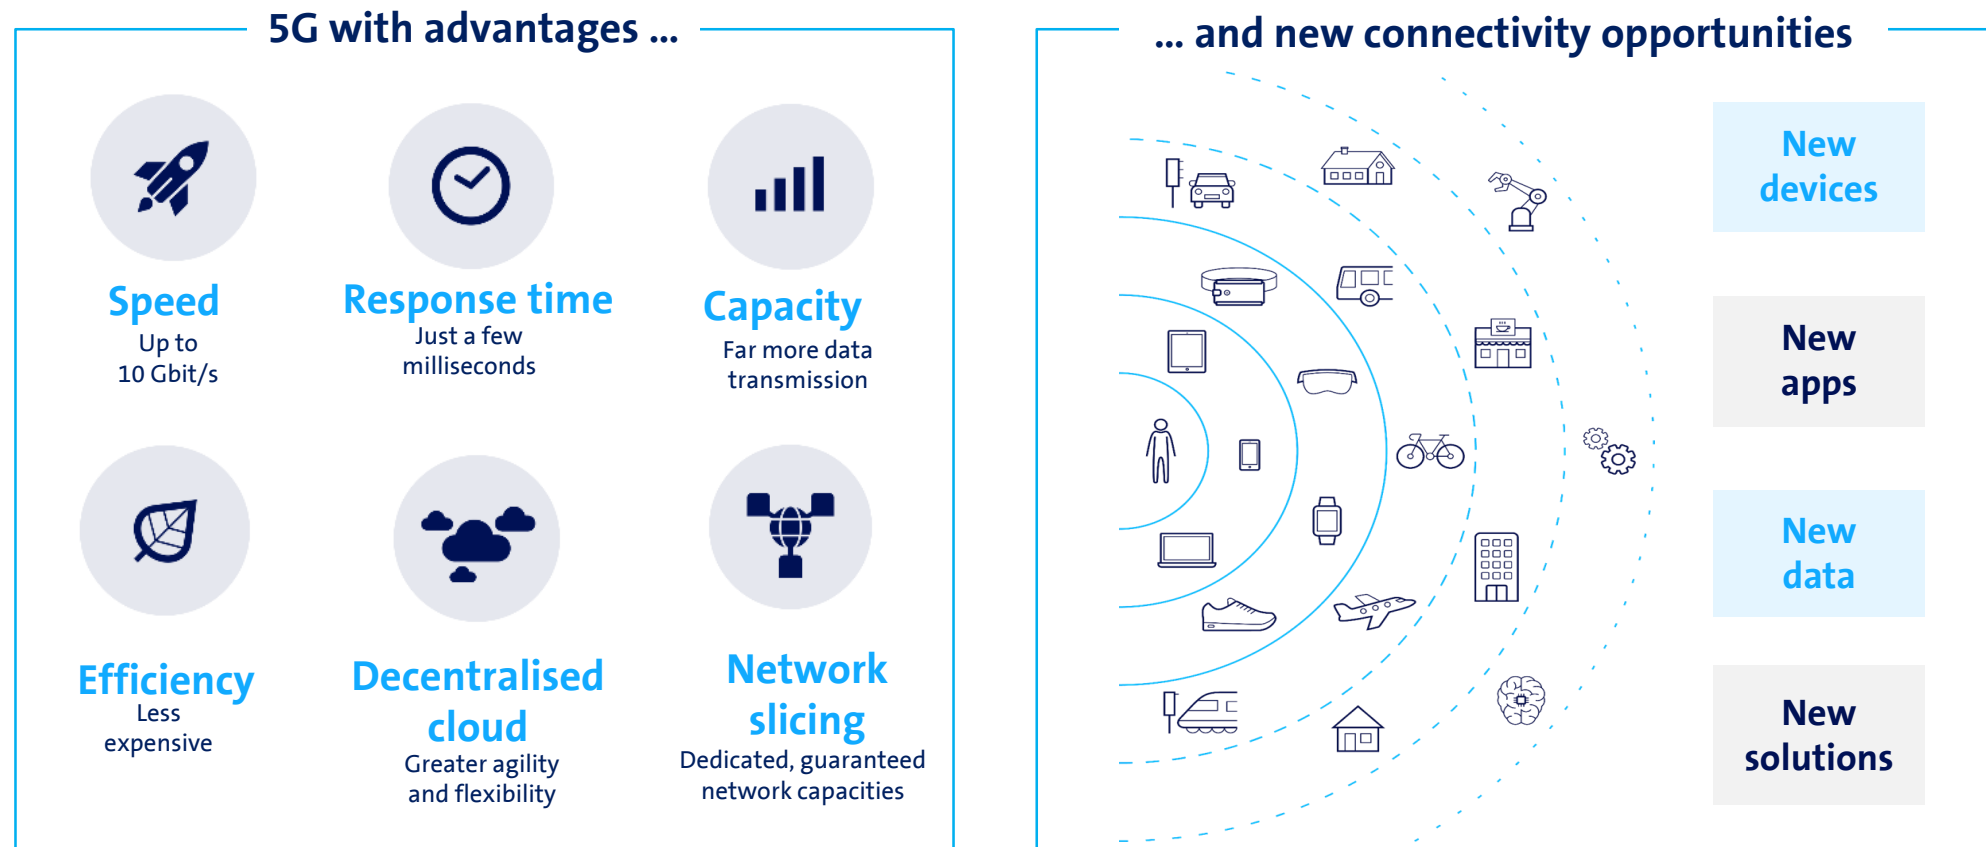 5G with advantages ...
Speed
Up to
10 Gbit/s
Response time
Just a few
milliseconds
Capacity
Far more data
transmission
Efficiency
Less
expensive
Decentralised
cloud
Greater agility
and flexibility
Network
slicing
Dedicated, guaranteed
network capacities
... and new connectivity opportunities
New
devices
New
apps
New
data
New
solutions